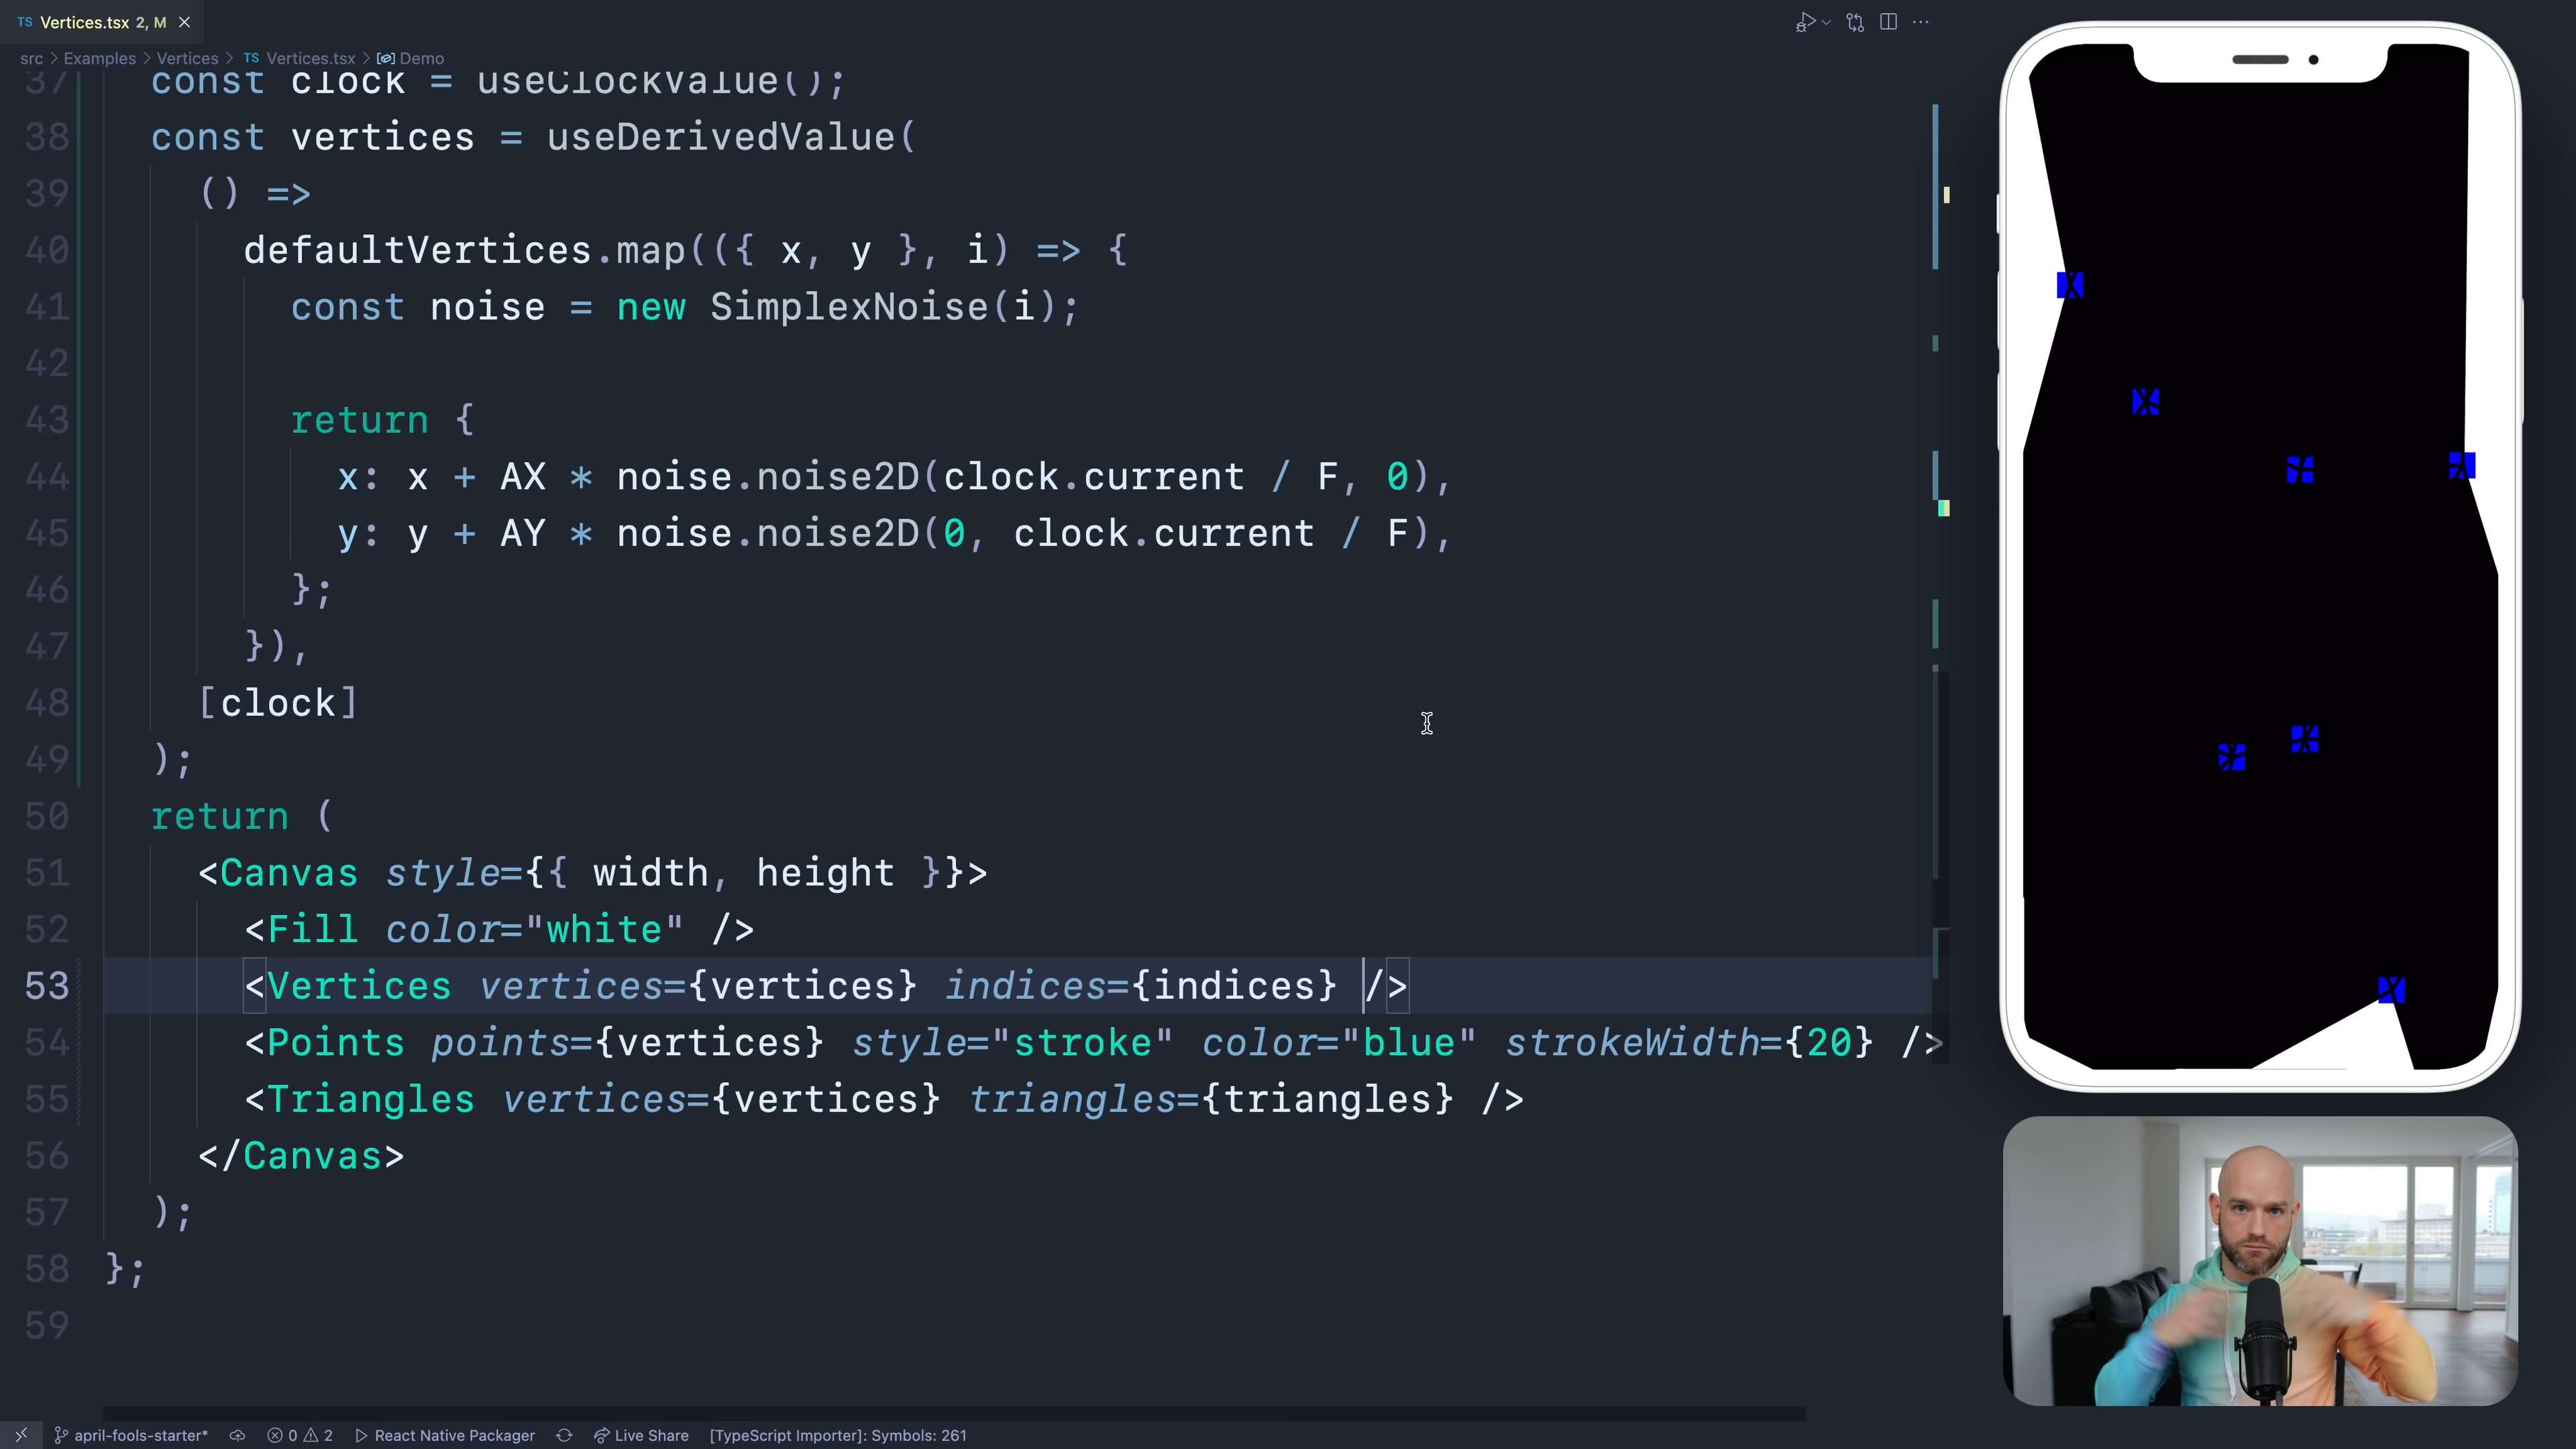 TS Vertices.tsx 2, M
src > Examples > Vertices > TS Vertices.tsx > Demo
37 const clock = useClockValue();
38 const vertices = useDerivedValue(
39 () =>
40 defaultVertices.map(({ x, y }, i) => {
41 const noise = new SimplexNoise(i);
42
43 return {
44 x: x + AX * noise.noise2D(clock.current / F, 0),
45 y: y + AY * noise.noise2D(0, clock.current / F),
46 };
47 }),
48 [clock]
49 );
50 return (
51 <Canvas style={{ width, height }}>
52 <Fill color="white" />
53 <Vertices vertices={vertices} indices={indices} />
54 <Points points={vertices} style="stroke" color="blue" strokeWidth={20} />
55 <Triangles vertices={vertices} triangles={triangles} />
56 </Canvas>
57 );
58 };
59
april-fools-starter* 0 2 React Native Packager Live Share [TypeScript Importer]: Symbols: 261